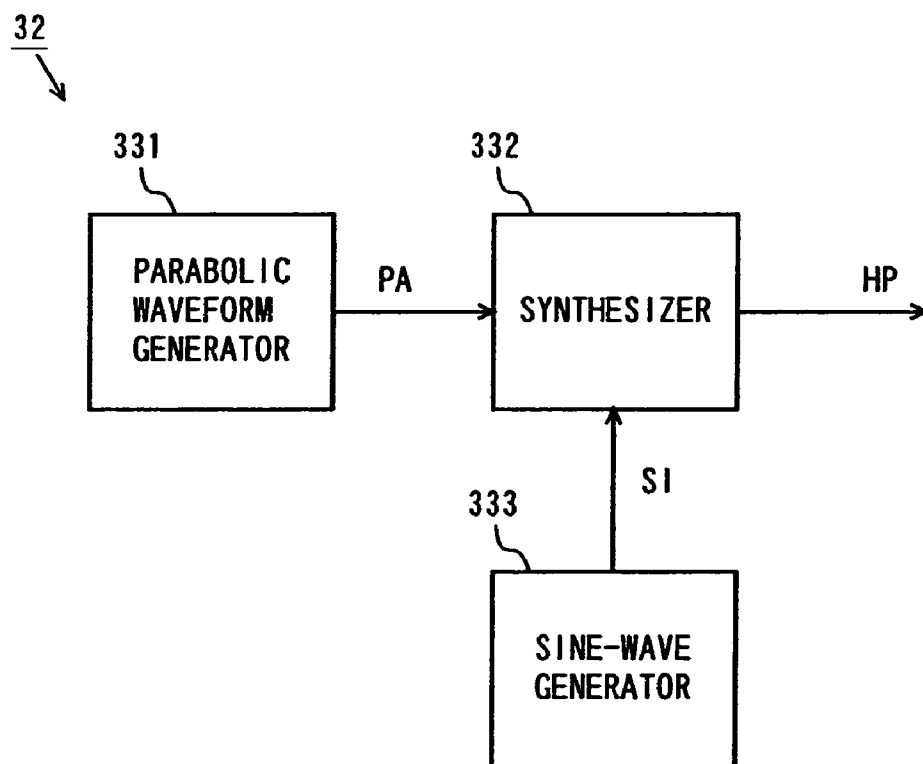 32
331
332
PARABOLIC
WAVEFORM
GENERATOR
PA
SYNTHESIZER
HP
SI
333
SINE-WAVE
GENERATOR